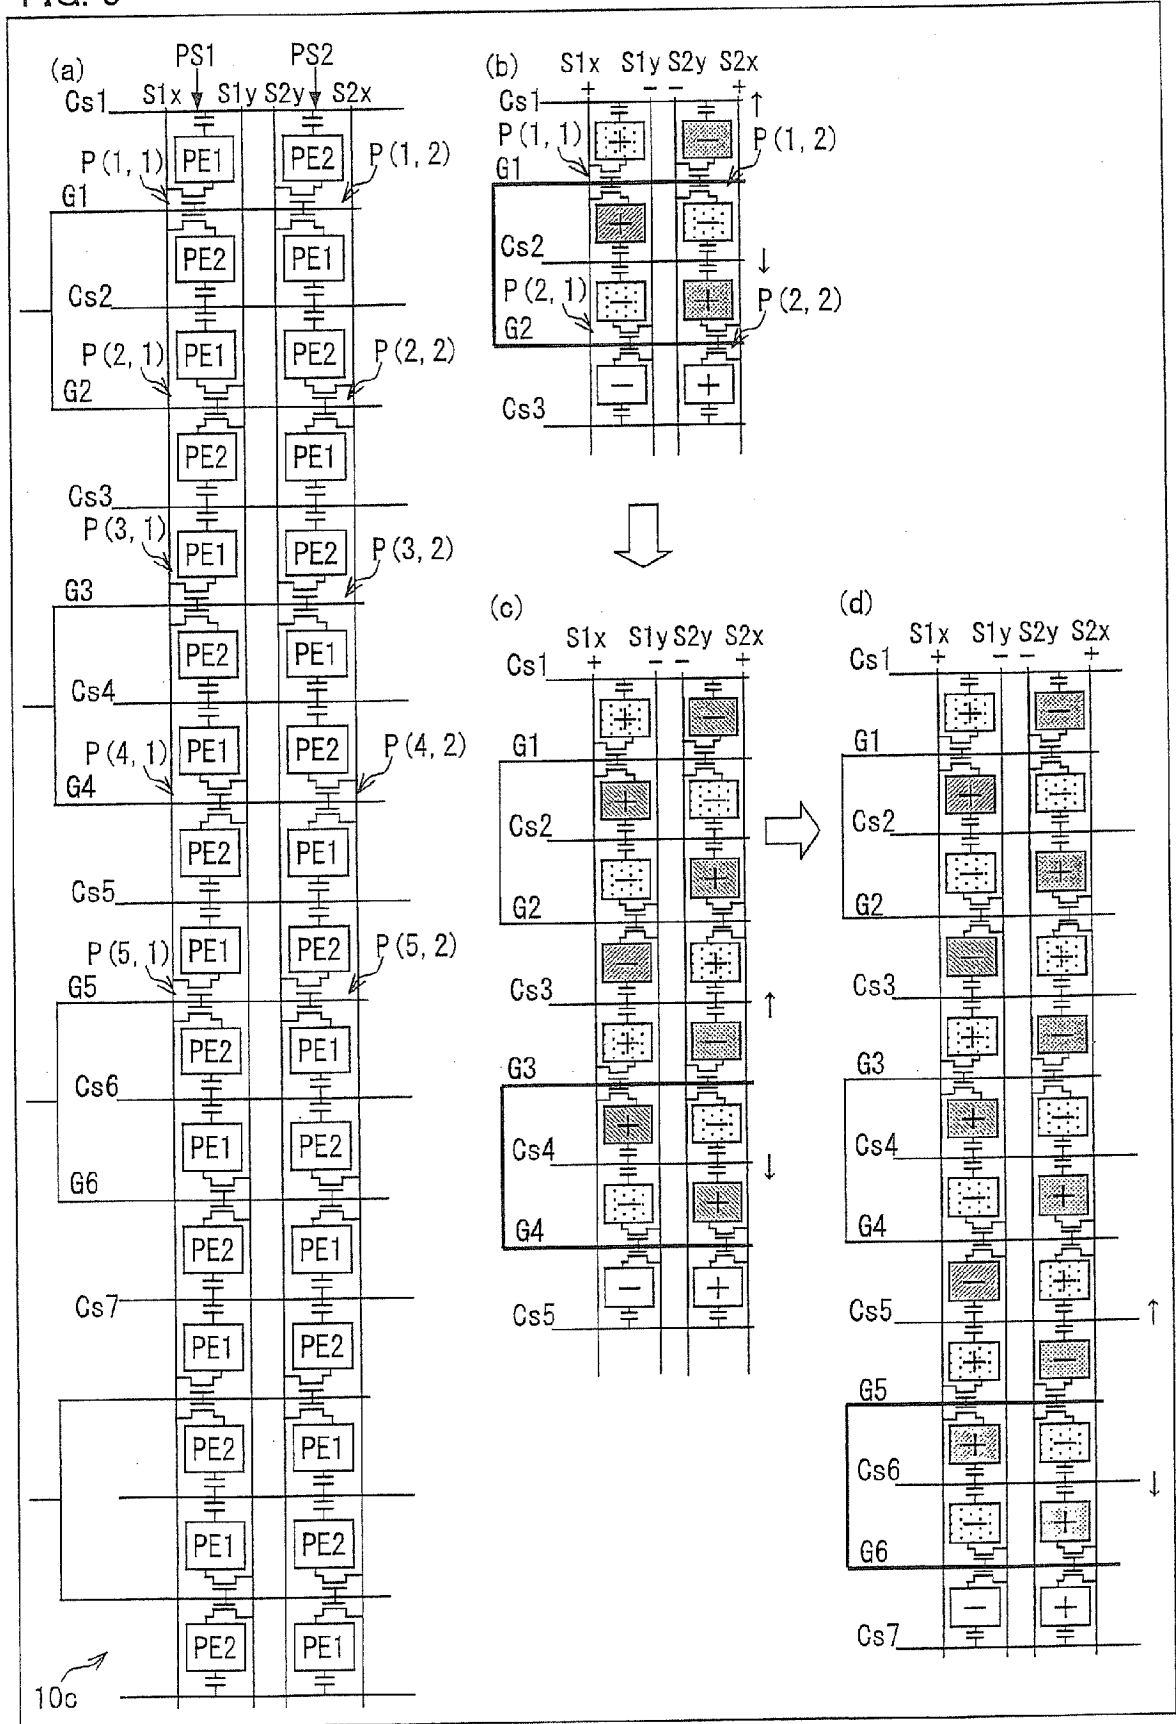 (a)
PS1 PS2
S1x S1y S2y S2x
Cs1
PE1 PE2
P(1, 1) P(1, 2)
G1
PE2 PE1
Cs2
PE1 PE2
P(2, 1) P(2, 2)
G2
PE2 PE1
Cs3
P(3, 1)
PE1 PE2
P(3, 2)
G3
PE2 PE1
Cs4
PE1 PE2
P(4, 1) P(4, 2)
G4
PE2 PE1
Cs5
PE1 PE2
P(5, 1) P(5, 2)
G5
PE2 PE1
Cs6
PE1 PE2
G6
PE2 PE1
Cs7
PE1 PE2
PE2 PE1
PE1 PE2
PE2 PE1
10c
(b)
S1x S1y S2y S2x
+ − − +
Cs1 ↑
+ −
P(1, 1) P(1, 2)
G1
+ −
Cs2 ↓
− +
P(2, 1) P(2, 2)
G2
− +
Cs3
(c)
S1x S1y S2y S2x
+ − − +
Cs1
+ −
G1
+ −
Cs2
− +
G2
− +
Cs3 ↑
+ −
G3
+ −
Cs4 ↓
− +
G4
− +
Cs5
(d)
S1x S1y S2y S2x
+ − − +
Cs1
+ −
G1
+ −
Cs2
− +
G2
− +
Cs3
+ −
G3
+ −
Cs4
− +
G4
− +
Cs5 ↑
+ −
G5
+ −
Cs6 ↓
− +
G6
− +
Cs7